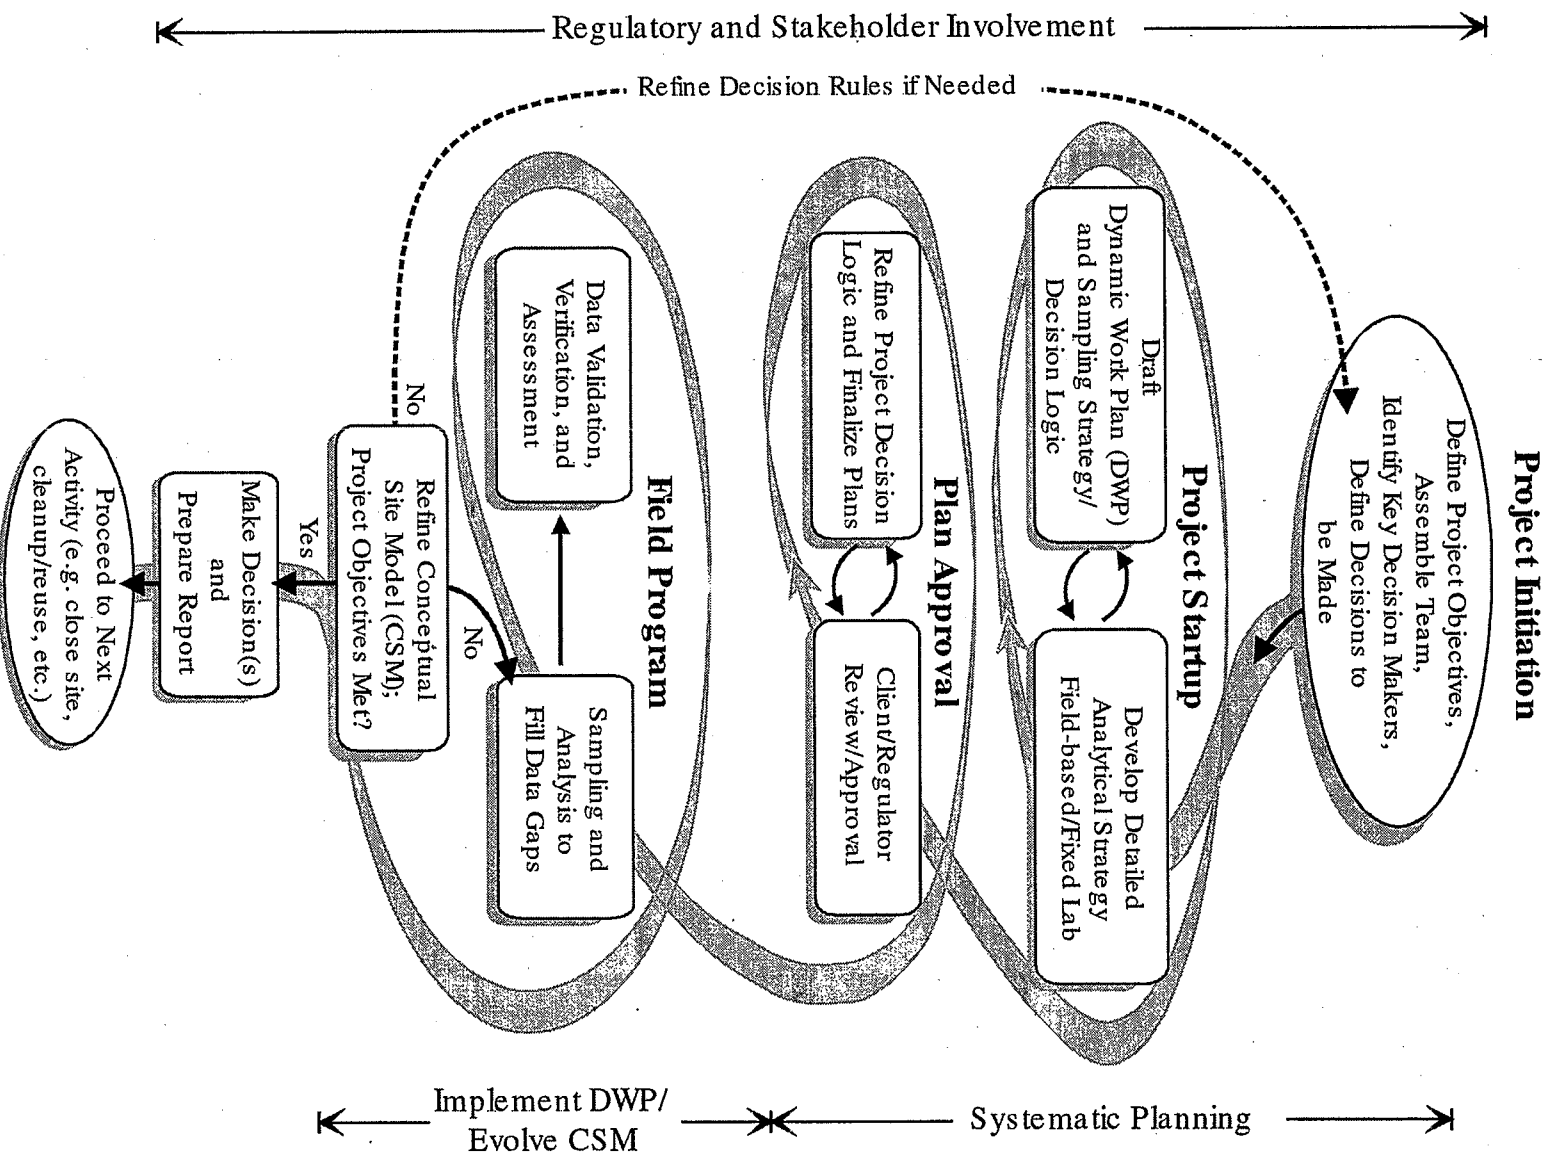 Regulatory and Stakeholder Involvement
Refine Decision Rules if Needed
Project Initiation
Define Project Objectives,
Assemble Team,
Identify Key Decision Makers,
Define Decisions to
be Made
Project Startup
Draft
Dynamic Work Plan (DWP)
and Sampling Strategy/
Decision Logic
Develop Detailed
Analytical Strategy
Field-based/Fixed Lab
Plan Approval
Refine Project Decision
Logic and Finalize Plans
Client/Regulator
Review/Approval
Field Program
Data Validation,
Verification, and
Assessment
Sampling and
Analysis to
Fill Data Gaps
No
No
Refine Conceptual
Site Model (CSM);
Project Objectives Met?
Yes
Make Decision(s)
and
Prepare Report
Proceed to Next
Activity (e.g. close site,
cleanup/reuse, etc.)
Implement DWP/
Evolve CSM
Systematic Planning